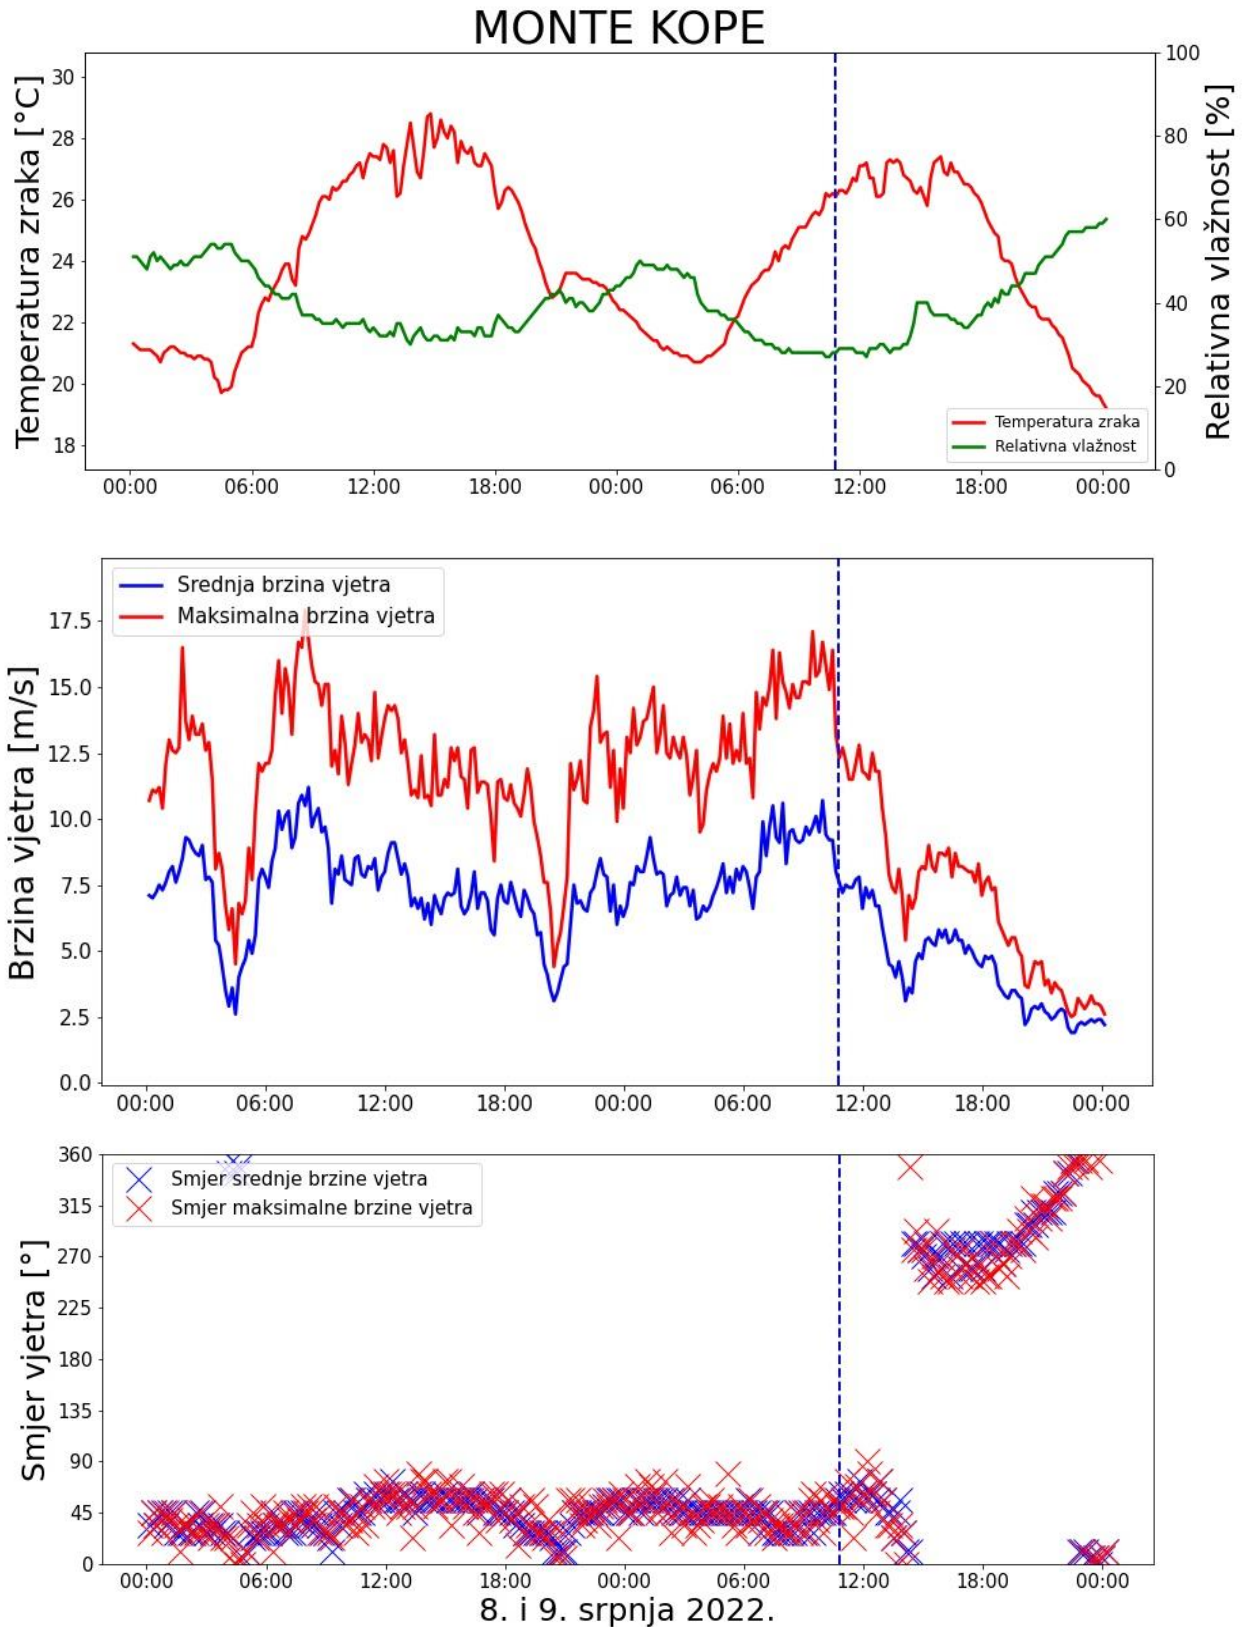 MONTE KOPE
Temperatura zraka [°C]
30
28
26
24
22
20
18
Relativna vlažnost [%]
100
80
60
40
20
0
Temperatura zraka
Relativna vlažnost
00:00 06:00 12:00 18:00 00:00 06:00 12:00 18:00 00:00
Brzina vjetra [m/s]
17.5
15.0
12.5
10.0
7.5
5.0
2.5
0.0
Srednja brzina vjetra
Maksimalna brzina vjetra
00:00 06:00 12:00 18:00 00:00 06:00 12:00 18:00 00:00
Smjer vjetra [°]
360
315
270
225
180
135
90
45
0
Smjer srednje brzine vjetra
Smjer maksimalne brzine vjetra
00:00 06:00 12:00 18:00 00:00 06:00 12:00 18:00 00:00
8. i 9. srpnja 2022.